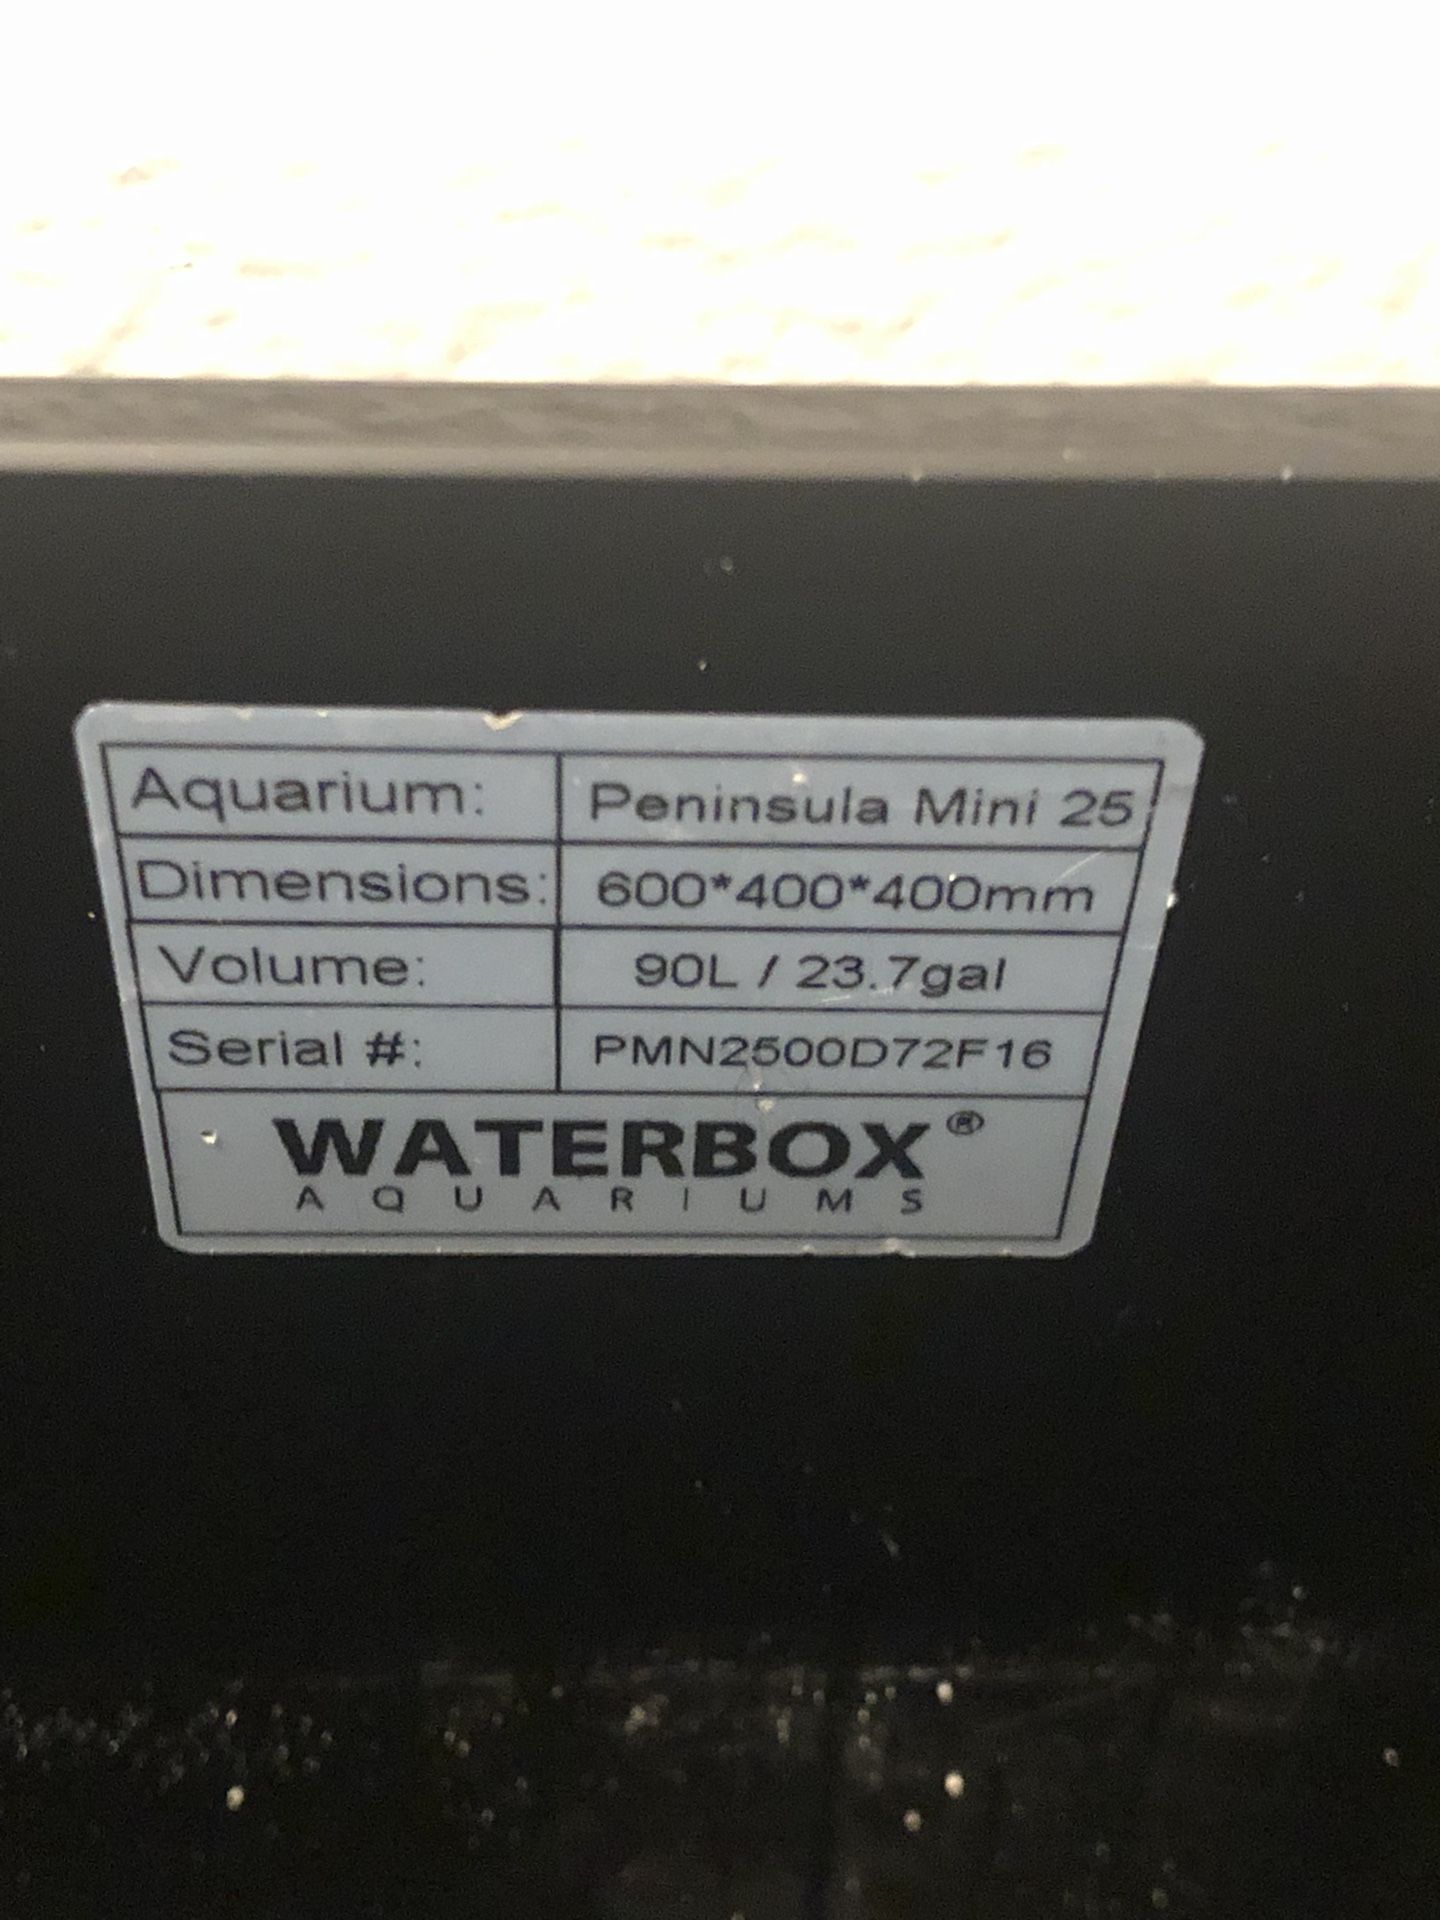 Aquarium: Peninsula Mini 25
Dimensions: 600*400*400mm
Volume: 90L / 23.7gal
Serial #: PMN2500D72F16
WATERBOX®
AQUARIUMS